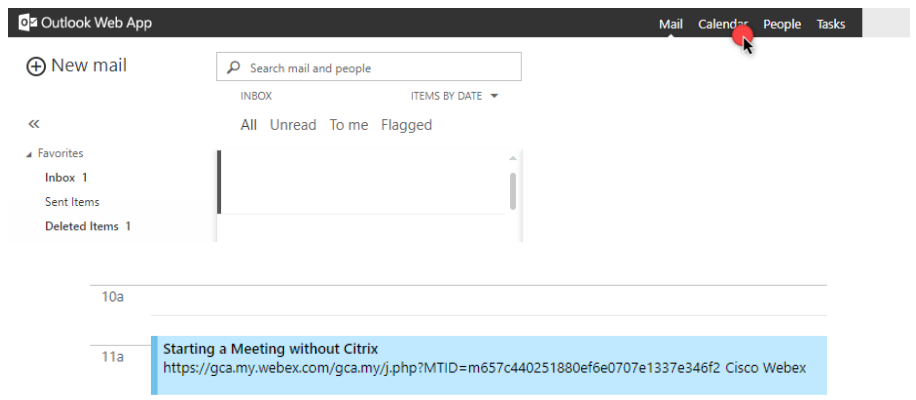 Outlook Web App
Mail Calendar People Tasks
New mail
Search mail and people
INBOX ITEMS BY DATE
All Unread To me Flagged
Favorites
Inbox 1
Sent Items
Deleted Items 1
10a
11a
Starting a Meeting without Citrix
https://gca.my.webex.com/gca.my/j.php?MTID=m657c440251880ef6e0707e1337e346f2 Cisco Webex